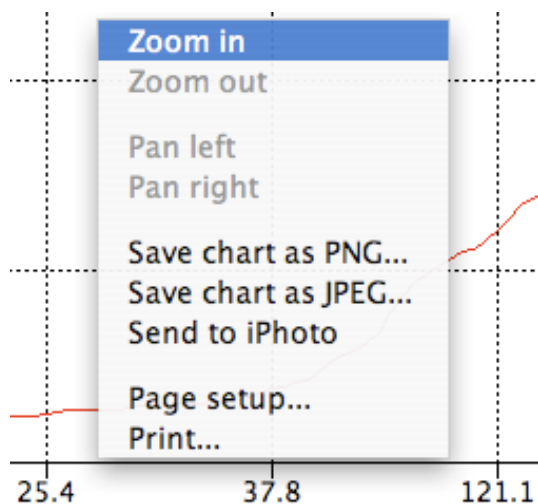 Zoom in
Zoom out
Pan left
Pan right
Save chart as PNG...
Save chart as JPEG...
Send to iPhoto
Page setup...
Print...
25.4 37.8 121.1